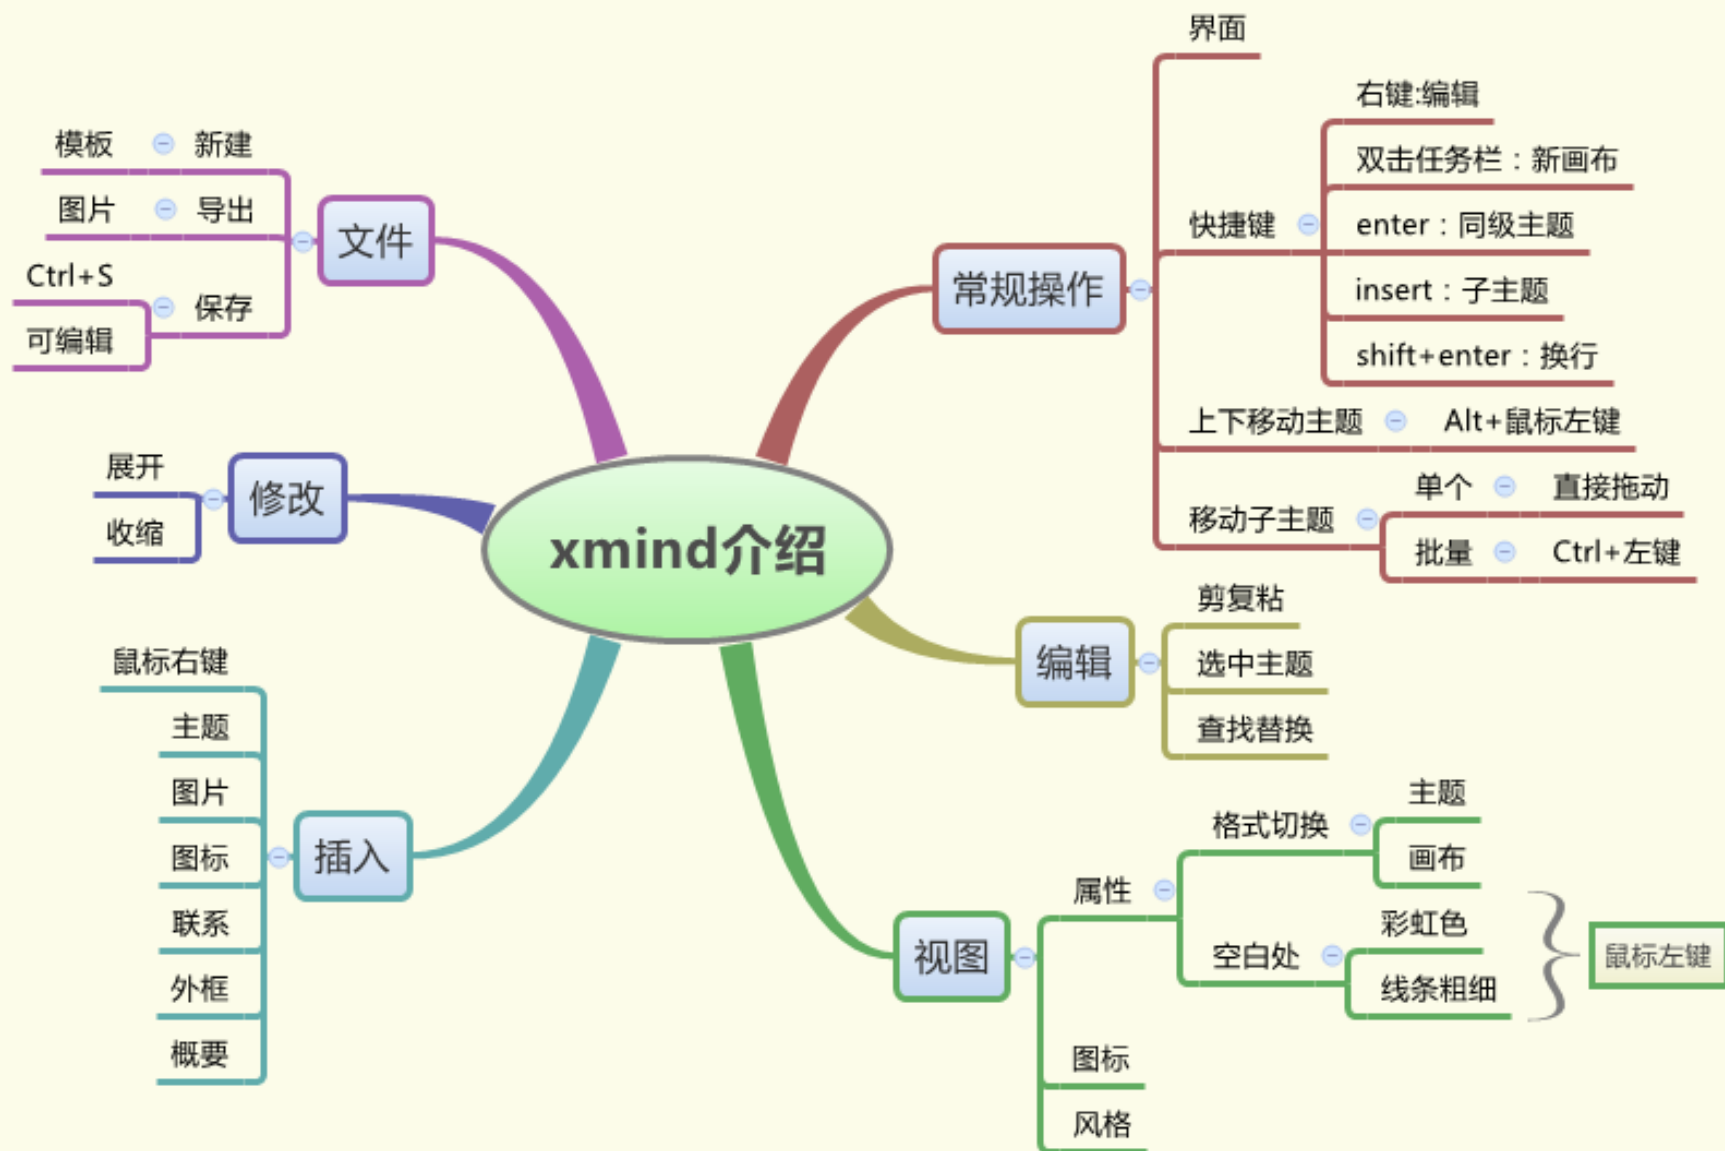 xmind介绍
文件
新建
模板
导出
图片
保存
Ctrl+S
可编辑
修改
展开
收缩
插入
鼠标右键
主题
图片
图标
联系
外框
概要
常规操作
界面
快捷键
右键:编辑
双击任务栏：新画布
enter：同级主题
insert：子主题
shift+enter：换行
上下移动主题
Alt+鼠标左键
移动子主题
单个
直接拖动
批量
Ctrl+左键
编辑
剪复粘
选中主题
查找替换
视图
属性
格式切换
主题
画布
空白处
彩虹色
线条粗细
鼠标左键
图标
风格